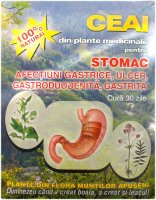 CEAI
100%
NATURAL
din plante medicinale
pentru
STOMAC
AFECȚIUNI GASTRICE, ULCER,
GASTRODUODENITĂ, GASTRITĂ
Cură 30 zile
PLANTE DIN FLORA MUNȚILOR APUSENI
Dumnezeu când a creat boala, a creat și leacul!